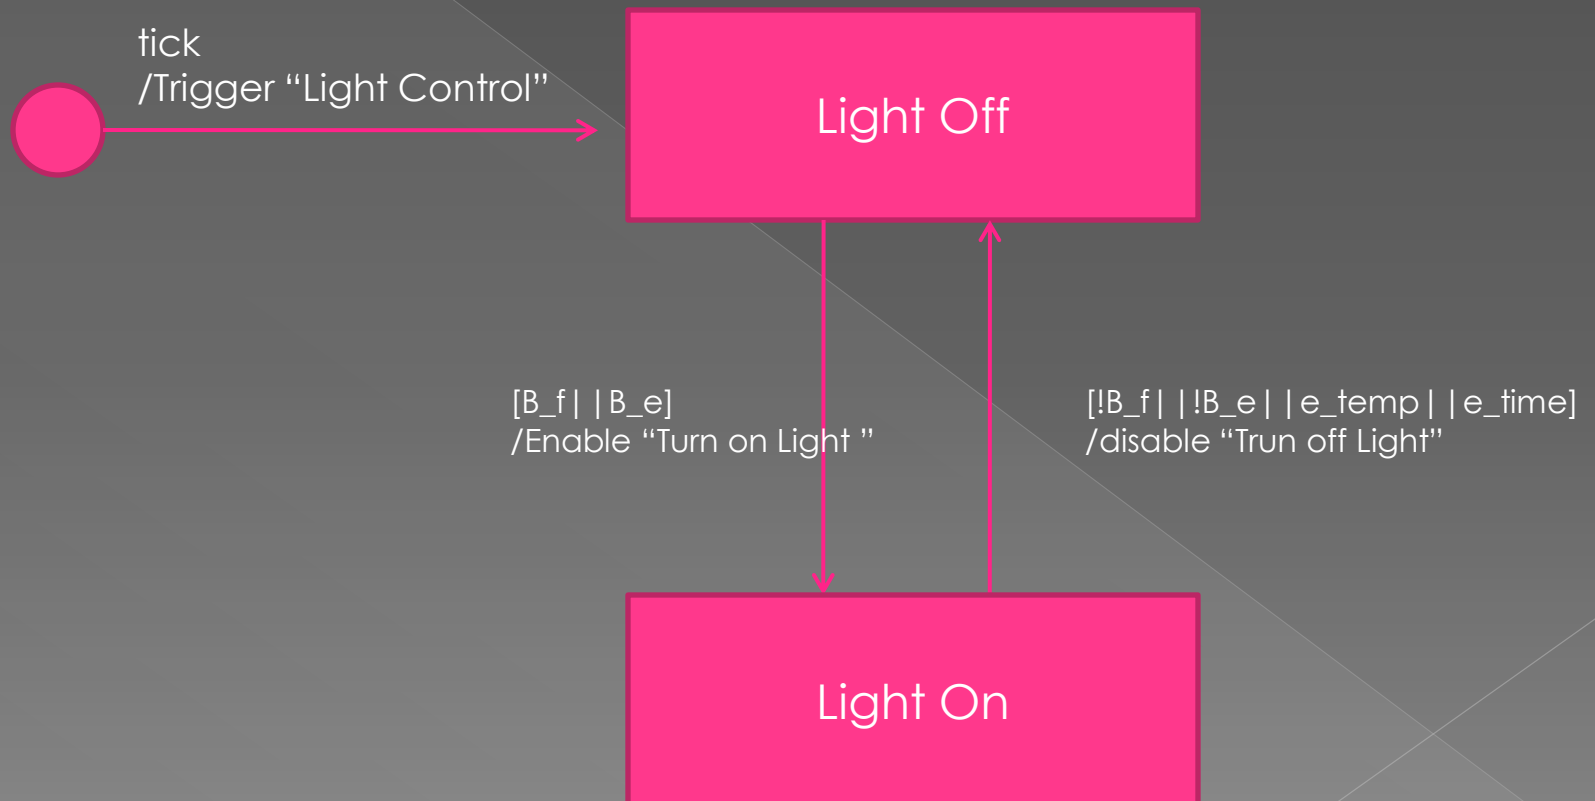 tick
/Trigger “Light Control”
Light Off
[B_f||B_e]
/Enable “Turn on Light ”
[!B_f||!B_e||e_temp||e_time]
/disable “Trun off Light”
Light On